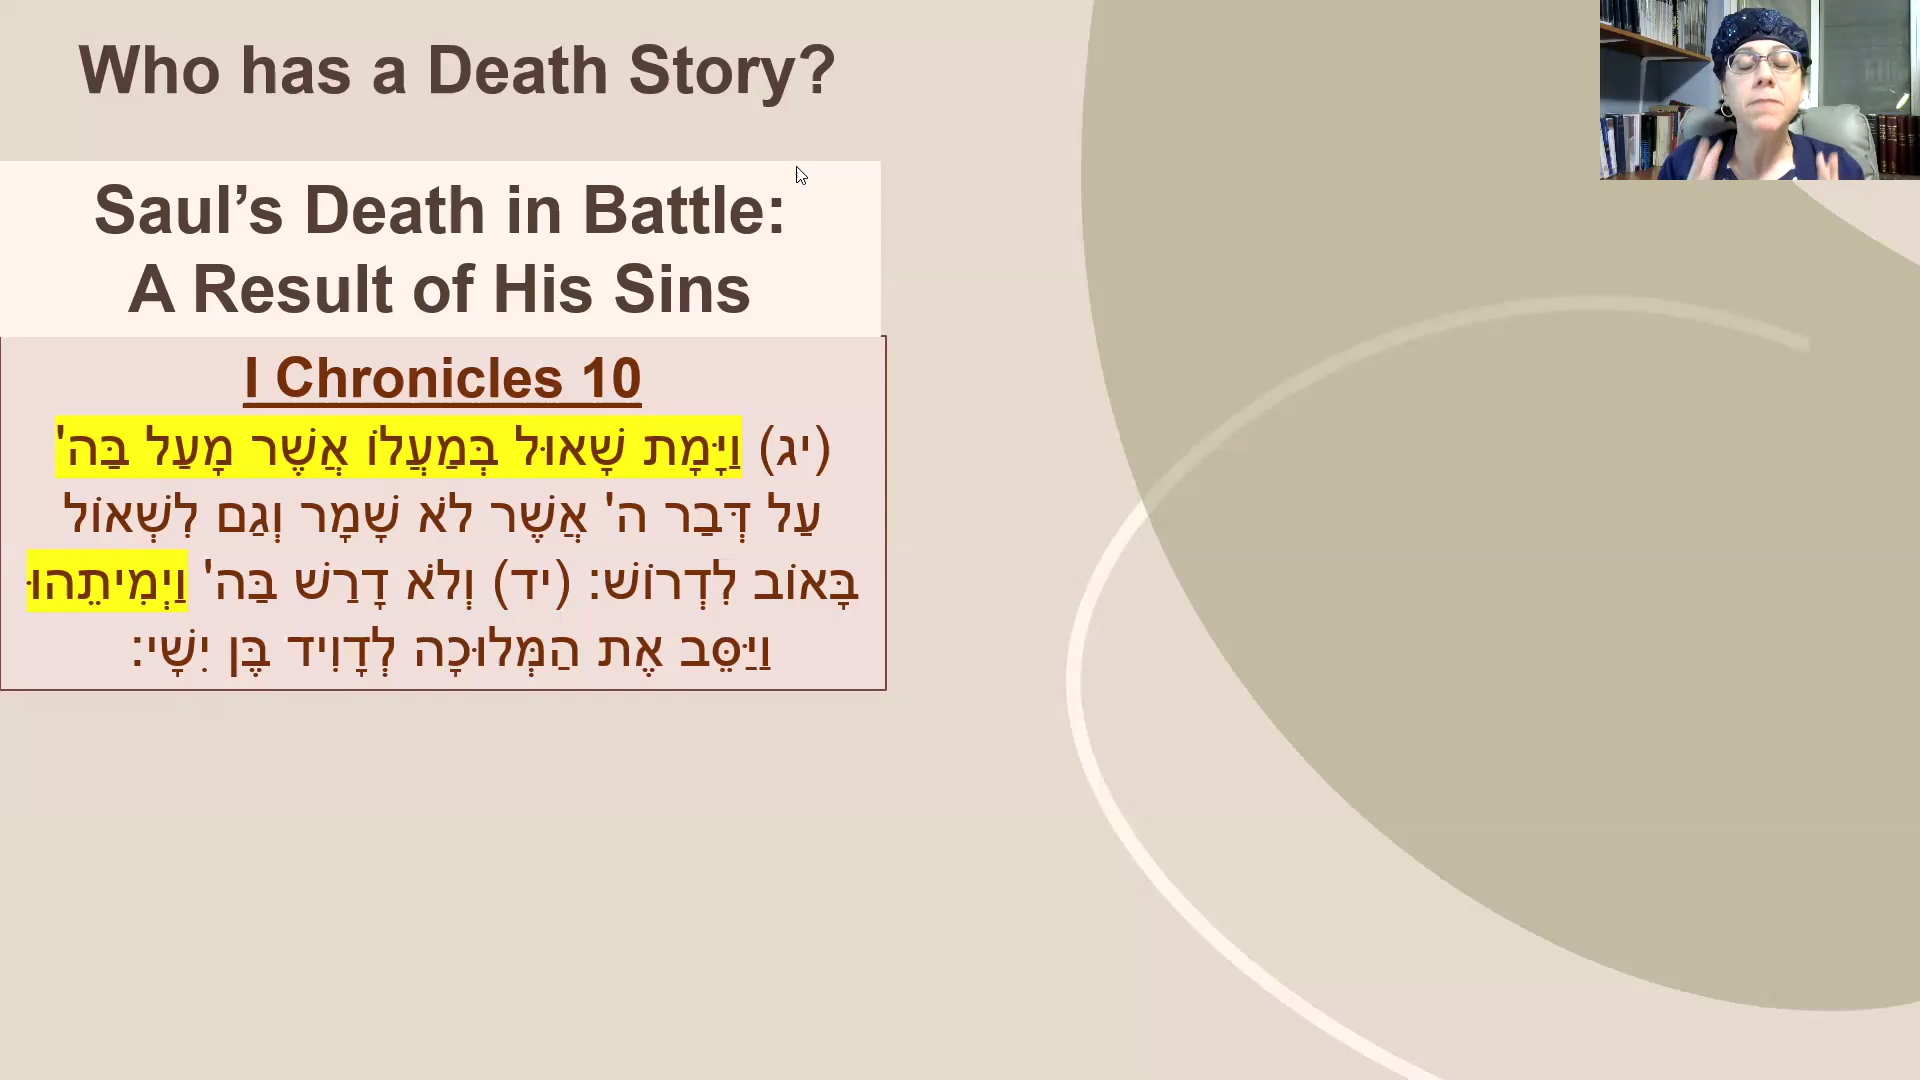 Who has a Death Story?
Saul’s Death in Battle:
A Result of His Sins
I Chronicles 10
(יג) וַיָּמָת שָׁאוּל בְּמַעֲלוֹ אֲשֶׁר מָעַל בַּה'
עַל דְּבַר ה' אֲשֶׁר לֹא שָׁמָר וְגַם לִשְׁאוֹל
בָּאוֹב לִדְרוֹשׁ: (יד) וְלֹא דָרַשׁ בַּה' וַיְמִיתֵהוּ
וַיַּסֵּב אֶת הַמְּלוּכָה לְדָוִיד בֶּן יִשָׁי: